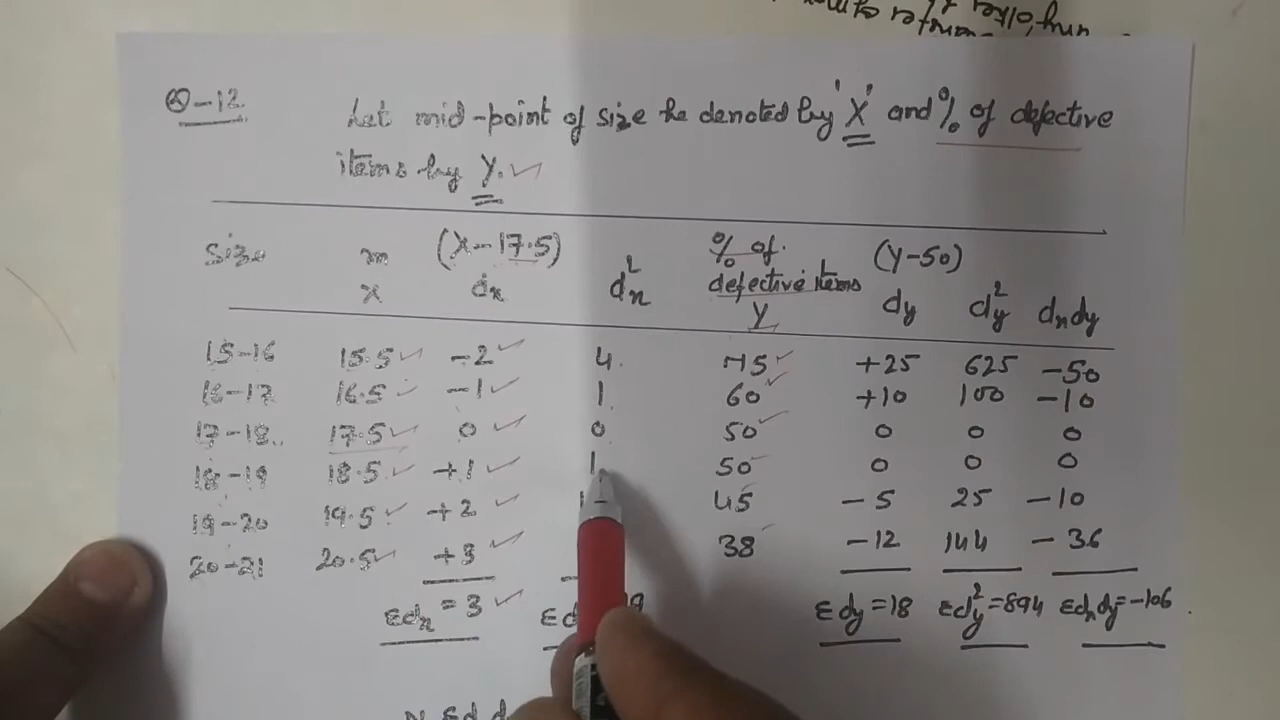 Q-12 Let mid-point of size be denoted by 'X' and % of defective
items by Y.
Size m (X-17.5) % of (Y-50)
x dx dx² defective items dy dy² dxdy
Y
15-16 15.5 -2 4 75 +25 625 -50
16-17 16.5 -1 1 60 +10 100 -10
17-18 17.5 0 0 50 0 0 0
18-19 18.5 +1 1 50 0 0 0
19-20 19.5 +2 45 -5 25 -10
20-21 20.5 +3 38 -12 144 -36
Σdx = 3 Σd 9 Σdy = 18 Σdy² = 894 Σdxdy = -106
N Σd d